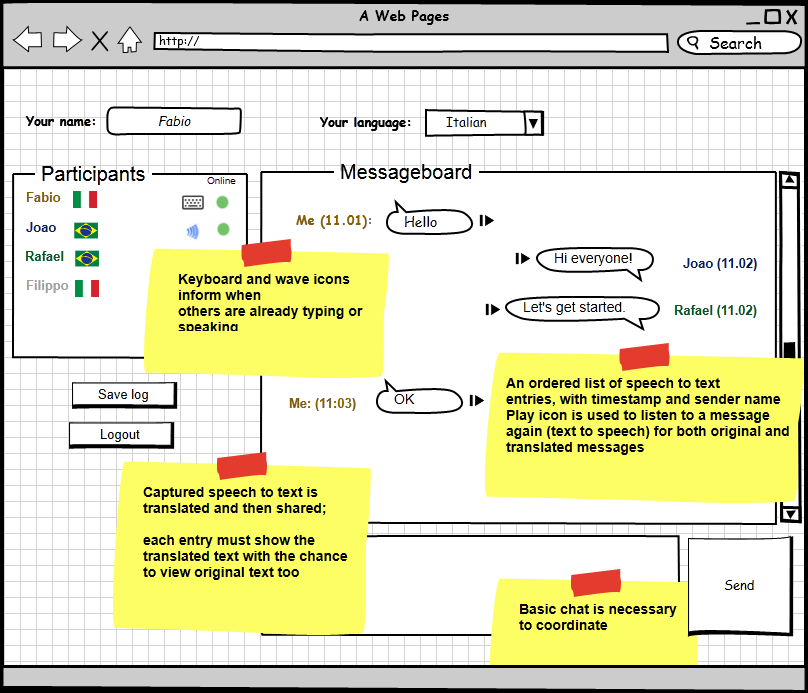 A Web Pages
http://
Search
Your name:
Fabio
Your language:
Italian
Participants
Online
Fabio
Joao
Rafael
Filippo
Keyboard and wave icons
inform when
others are already typing or
speaking
Save log
Logout
Messageboard
Me (11.01):
Hello
Hi everyone!
Joao (11.02)
Let's get started.
Rafael (11.02)
Me: (11:03)
OK
An ordered list of speech to text
entries, with timestamp and sender name
Play icon is used to listen to a message
again (text to speech) for both original and
translated messages
Captured speech to text is
translated and then shared;
each entry must show the
translated text with the chance
to view original text too
Basic chat is necessary
to coordinate
Send